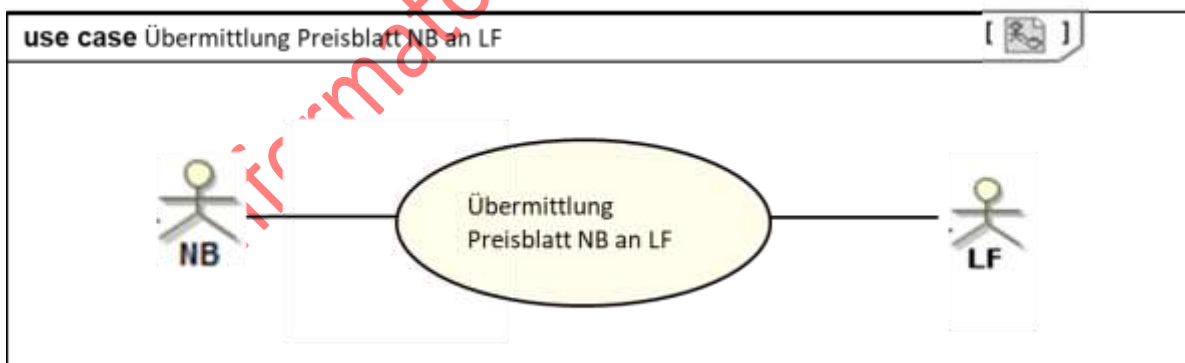 use case Übermittlung Preisblatt NB an LF
[ ]
Übermittlung
Preisblatt NB an LF
NB
LF